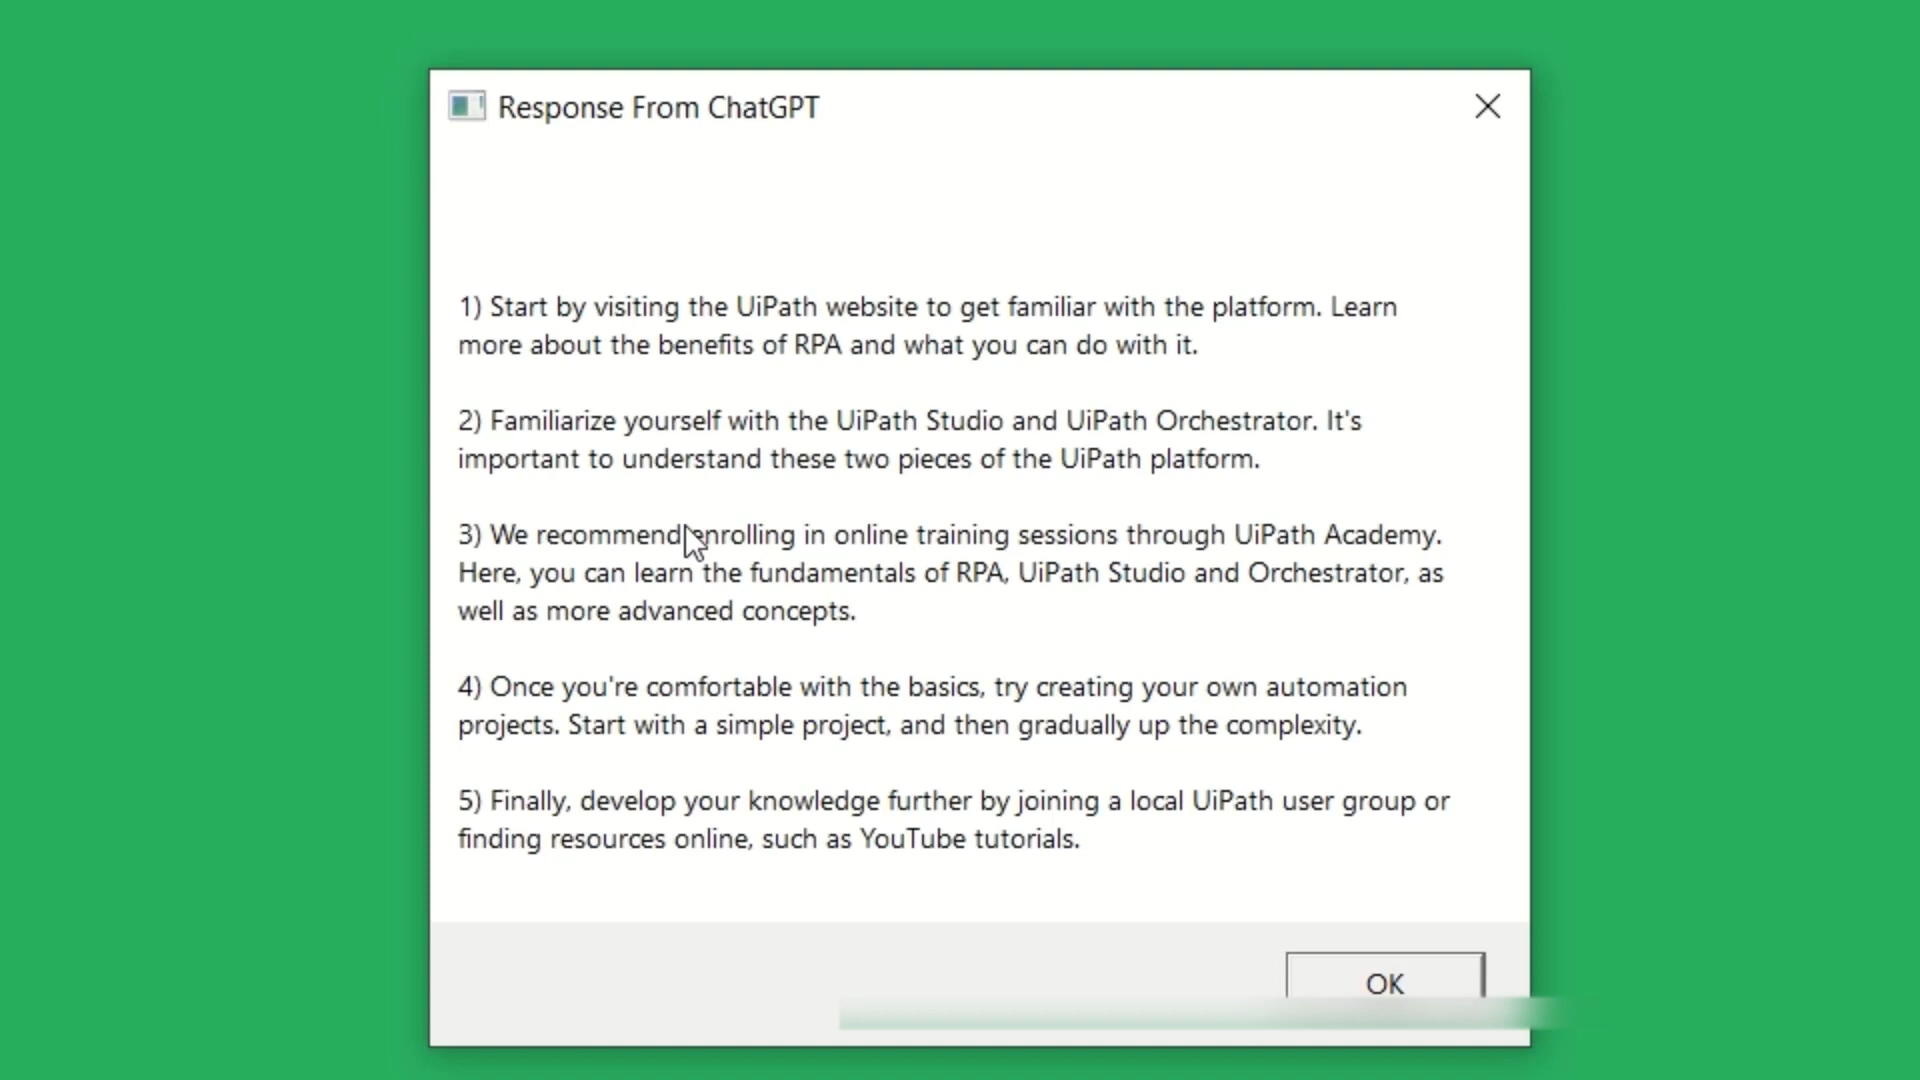 Response From ChatGPT
1) Start by visiting the UiPath website to get familiar with the platform. Learn
more about the benefits of RPA and what you can do with it.
2) Familiarize yourself with the UiPath Studio and UiPath Orchestrator. It's
important to understand these two pieces of the UiPath platform.
3) We recommend enrolling in online training sessions through UiPath Academy.
Here, you can learn the fundamentals of RPA, UiPath Studio and Orchestrator, as
well as more advanced concepts.
4) Once you're comfortable with the basics, try creating your own automation
projects. Start with a simple project, and then gradually up the complexity.
5) Finally, develop your knowledge further by joining a local UiPath user group or
finding resources online, such as YouTube tutorials.
OK